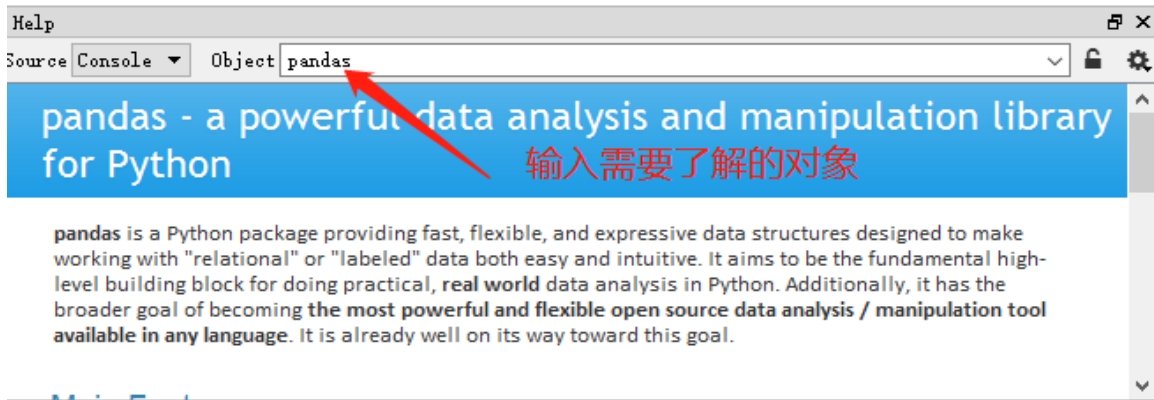 Help
Source Console Object pandas
pandas - a powerful data analysis and manipulation library
for Python
输入需要了解的对象
pandas is a Python package providing fast, flexible, and expressive data structures designed to make
working with "relational" or "labeled" data both easy and intuitive. It aims to be the fundamental high-
level building block for doing practical, real world data analysis in Python. Additionally, it has the
broader goal of becoming the most powerful and flexible open source data analysis / manipulation tool
available in any language. It is already well on its way toward this goal.